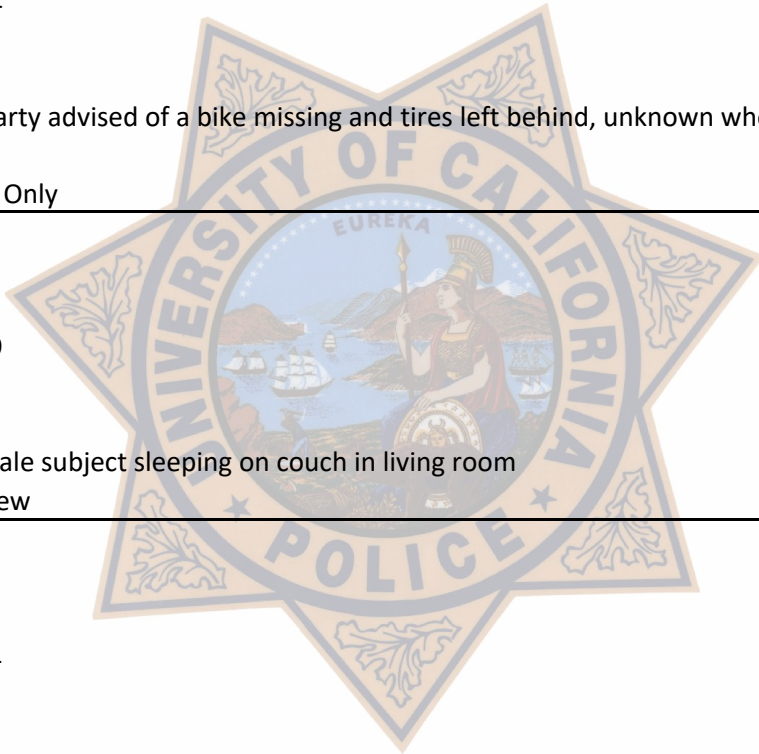 arty advised of a bike missing and tires left behind, unknown
Only
UNIVERSITY OF CALIFORNIA
EUREKA
ale subject sleeping on couch in living room
ew
POLICE